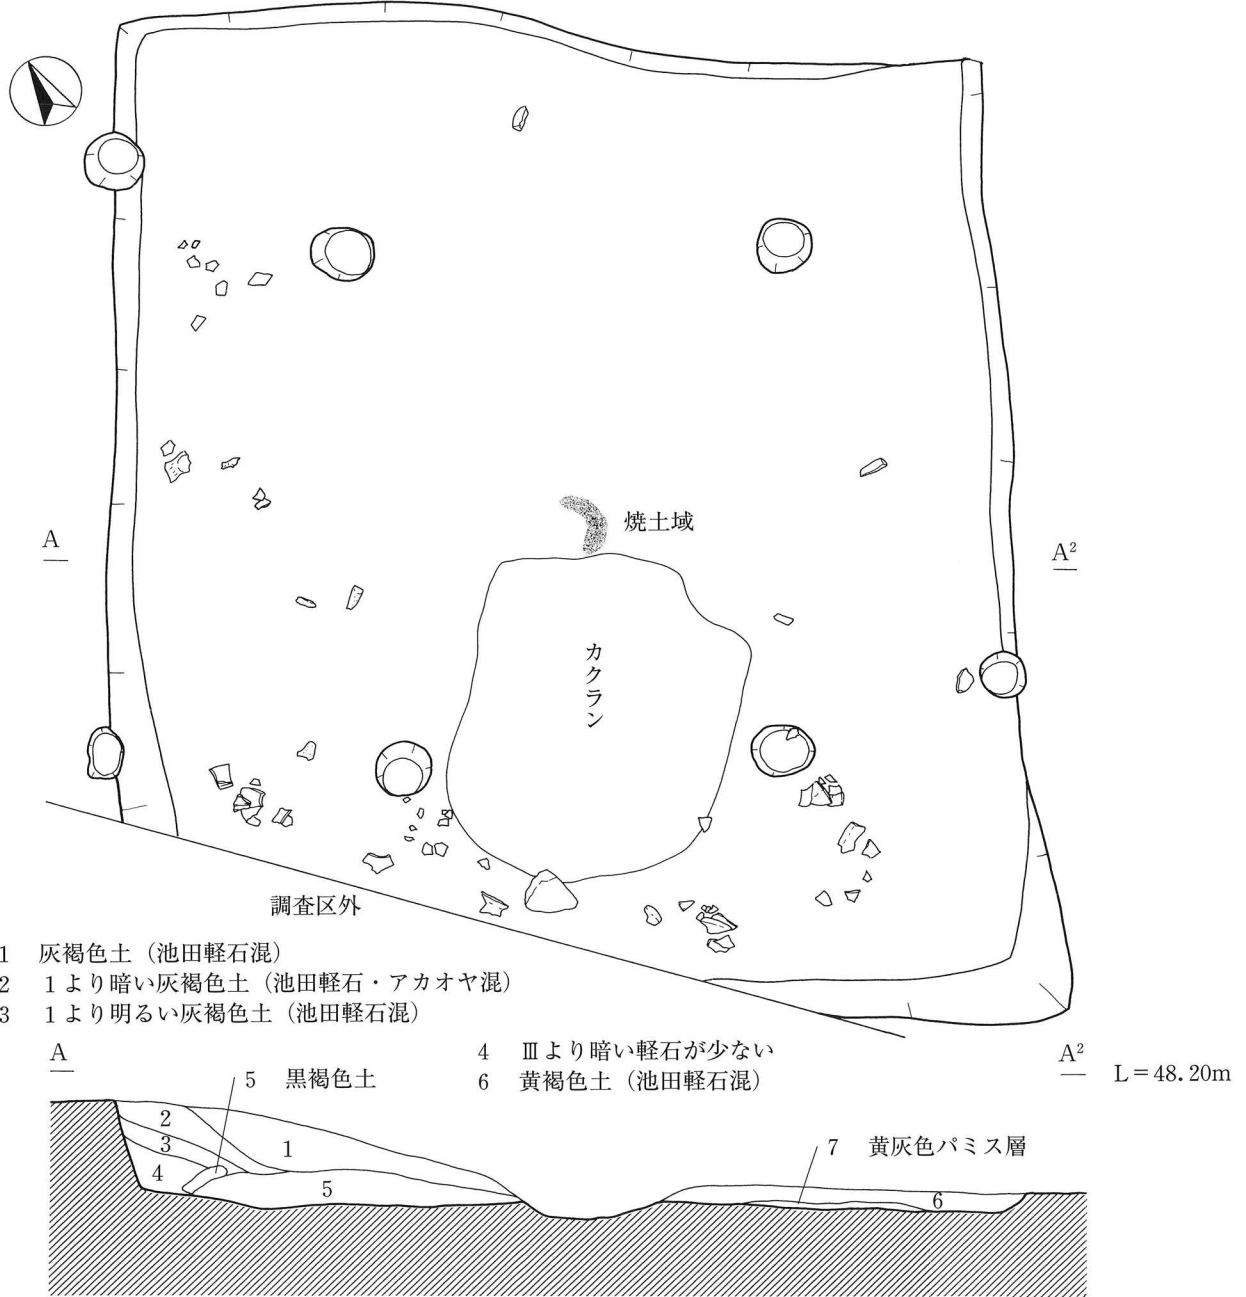 焼土域
A
A²
カクラン
調査区外
1 灰褐色土（池田軽石混）
2 1より暗い灰褐色土（池田軽石・アカオヤ混）
3 1より明るい灰褐色土（池田軽石混）
A
4 Ⅲより暗い軽石が少ない
A²
5 黒褐色土
6 黄褐色土（池田軽石混）
L=48.20m
2
3
1
7 黄灰色パミス層
4
5
6